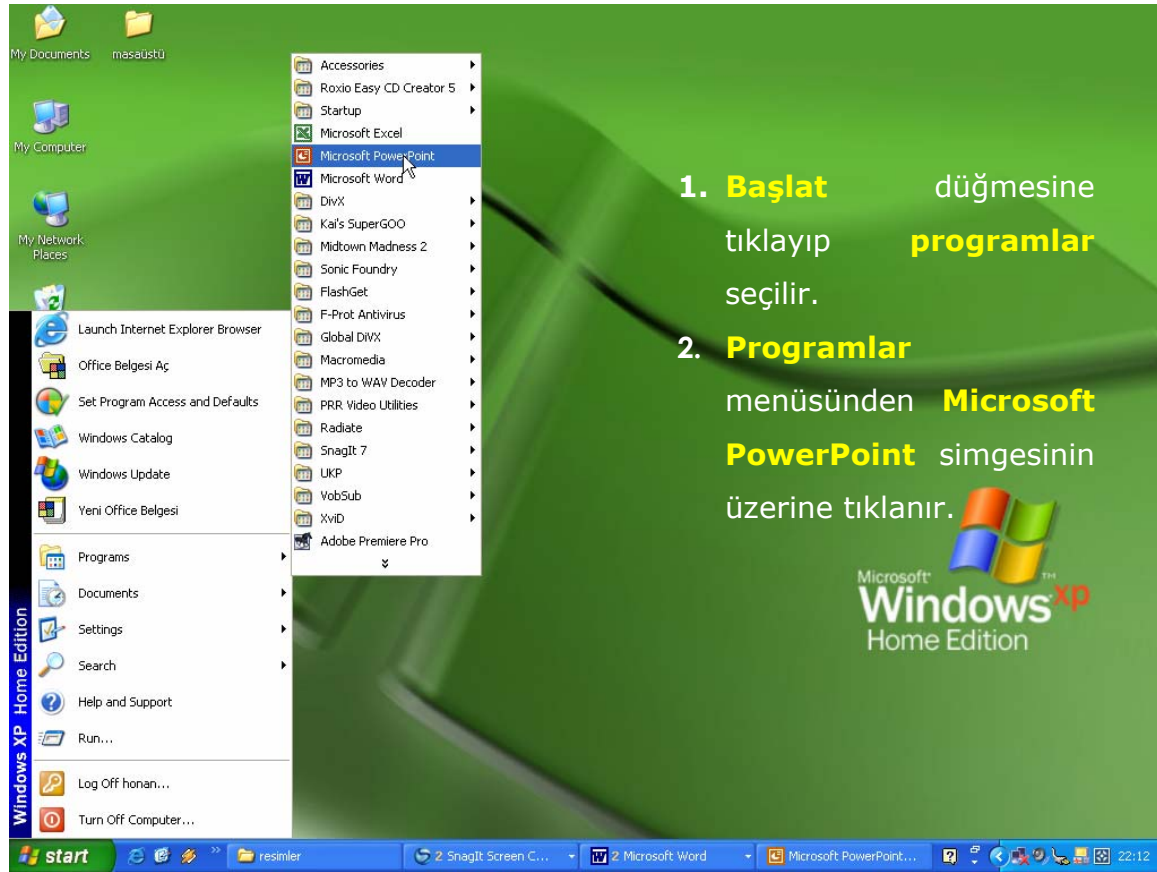 My Documents
masaüstü
My Computer
My Network
Places
Accessories
Roxio Easy CD Creator 5
Startup
Microsoft Excel
Microsoft PowerPoint
Microsoft Word
DivX
Kai's SuperGOO
Midtown Madness 2
Sonic Foundry
FlashGet
F-Prot Antivirus
Global DiVX
Macromedia
MP3 to WAV Decoder
PRR Video Utilities
Radiate
SnagIt 7
UKP
VobSub
XviD
Adobe Premiere Pro
Launch Internet Explorer Browser
Office Belgesi Aç
Set Program Access and Defaults
Windows Catalog
Windows Update
Yeni Office Belgesi
Programs
Documents
Settings
Search
Help and Support
Run...
Log Off honan...
Turn Off Computer...
Windows XP Home Edition
1. Başlat düğmesine
tıklayıp programlar
seçilir.
2. Programlar
menüsünden Microsoft
PowerPoint simgesinin
üzerine tıklanır.
Microsoft
Windows xp
TM
Home Edition
start
resimler
2 SnagIt Screen C...
2 Microsoft Word
Microsoft PowerPoint...
22:12